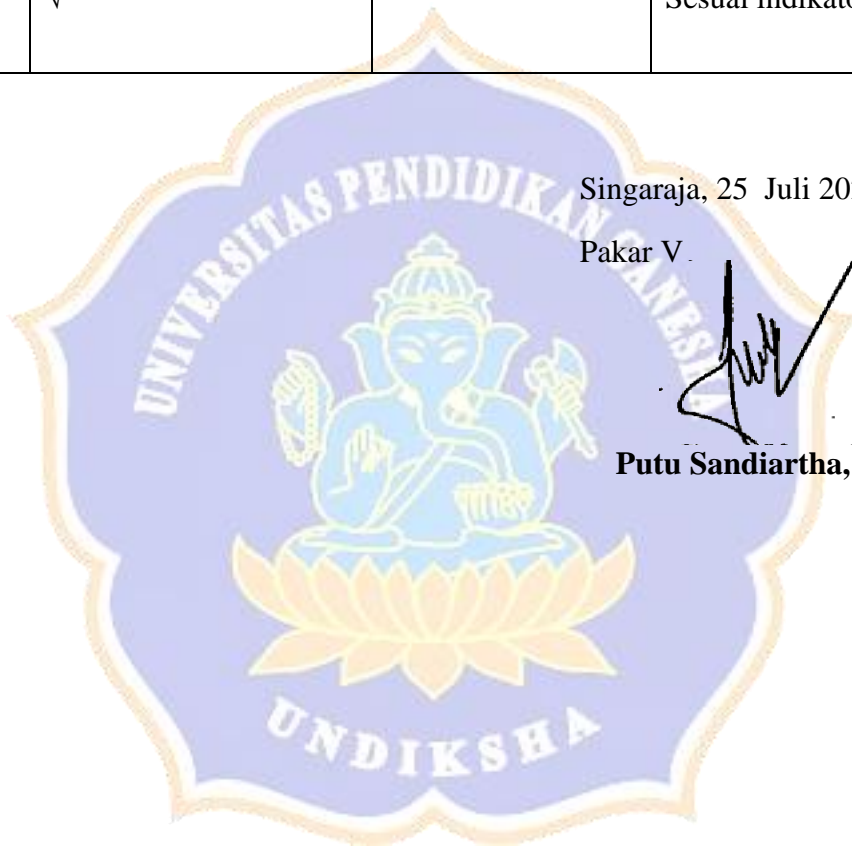 √
Sesuai indikato
UNIVERSITAS PENDIDIKAN GANESHA
Singaraja, 25 Juli 20
Pakar V
Putu Sandiartha,
UNDIKSHA